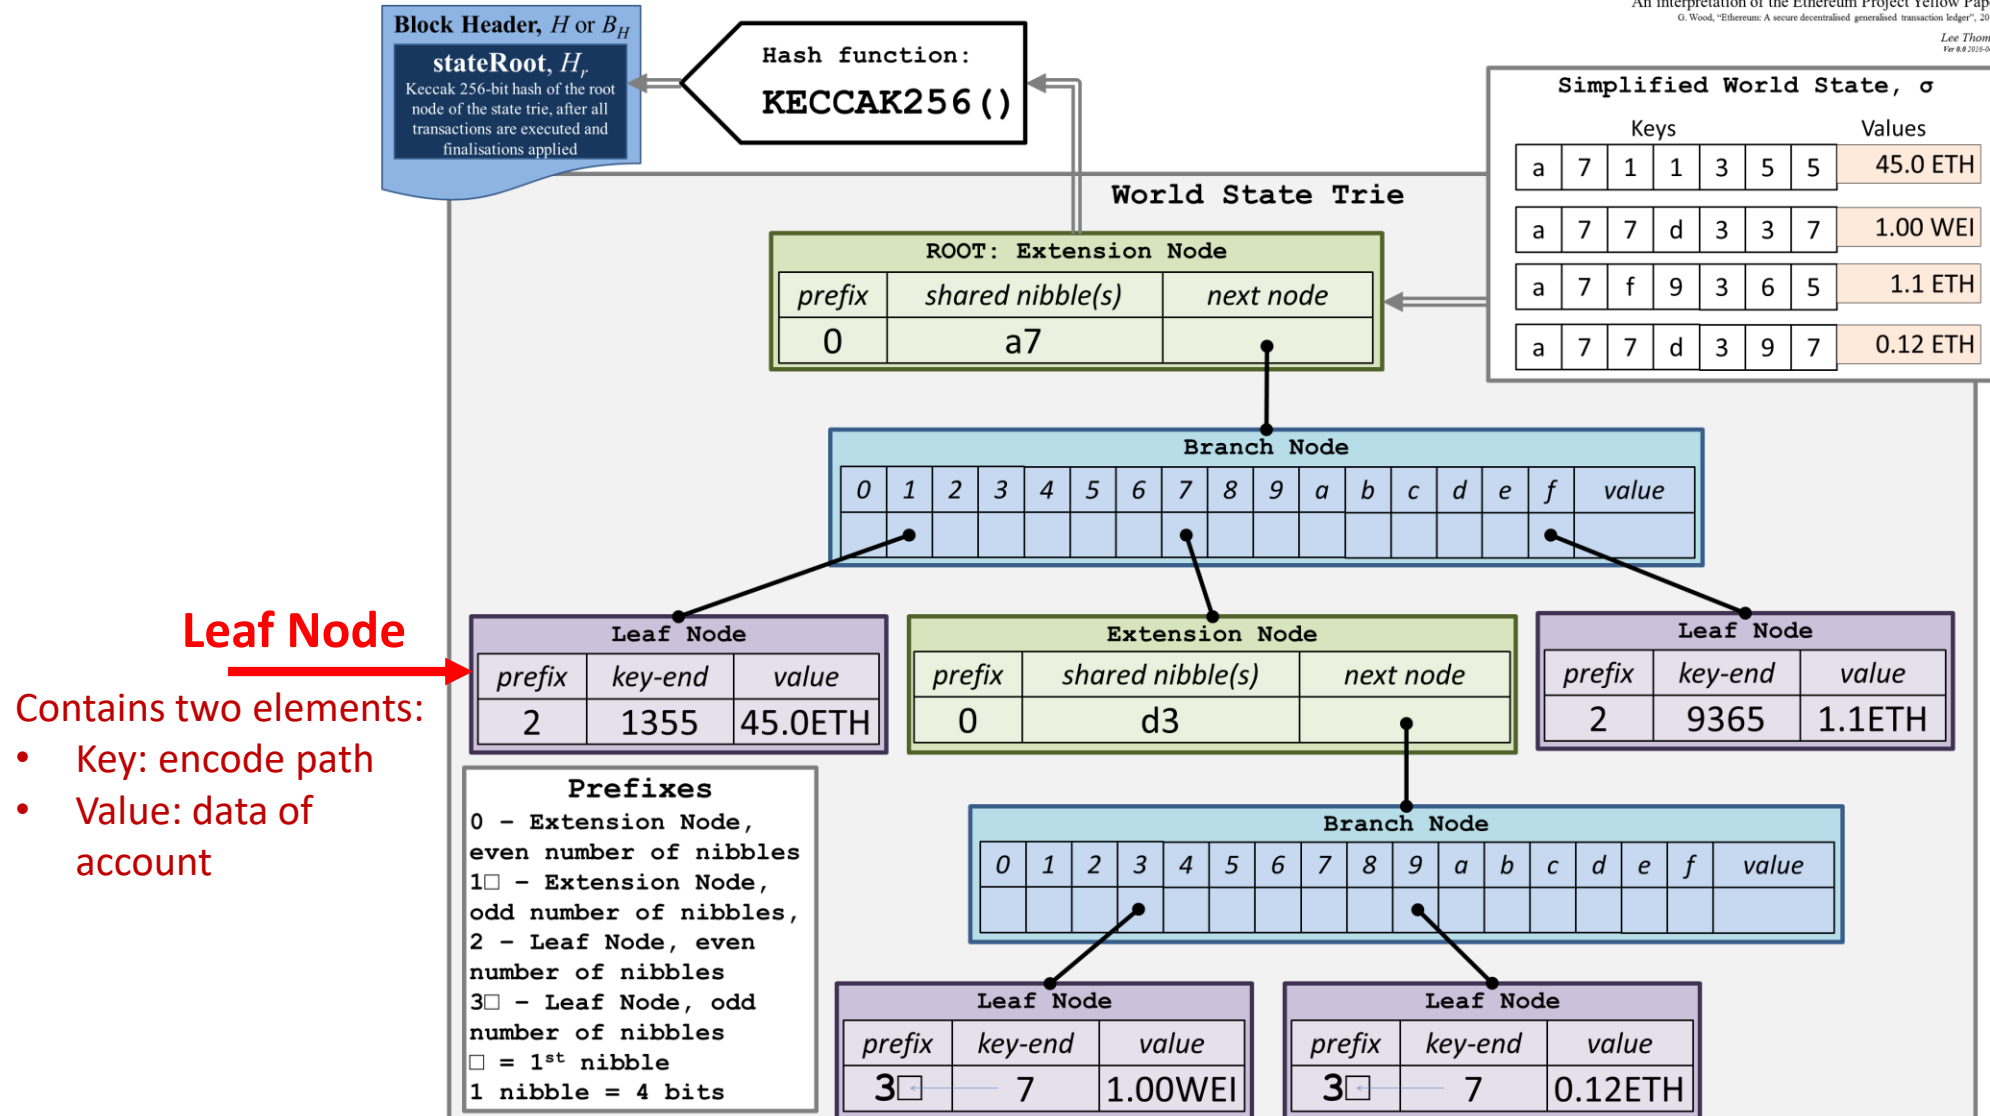 An interpretation of the Ethereum Project Yellow
G. Wood, "Ethereum: A secure decentralised generalised transaction ledger",
Lee
Ver 0.0
Block Header, H or B_H
stateRoot, H_r
Keccak 256-bit hash of the root
node of the state trie, after all
transactions are executed and
finalisations applied
Hash function:
KECCAK256()
Simplified World State, σ
Keys Values
a 7 1 1 3 5 5 45.0 ETH
a 7 7 d 3 3 7 1.00 WEI
a 7 f 9 3 6 5 1.1 ETH
a 7 7 d 3 9 7 0.12 ETH
World State Trie
ROOT: Extension Node
prefix shared nibble(s) next node
0 a7
Branch Node
0 1 2 3 4 5 6 7 8 9 a b c d e f value
Leaf Node
Contains two elements:
• Key: encode path
• Value: data of
account
Leaf Node
prefix key-end value
2 1355 45.0ETH
Extension Node
prefix shared nibble(s) next node
0 d3
Leaf Node
prefix key-end value
2 9365 1.1ETH
Prefixes
0 – Extension Node,
even number of nibbles
1□ – Extension Node,
odd number of nibbles,
2 – Leaf Node, even
number of nibbles
3□ – Leaf Node, odd
number of nibbles
□ = 1st nibble
1 nibble = 4 bits
Branch Node
0 1 2 3 4 5 6 7 8 9 a b c d e f value
Leaf Node
prefix key-end value
3□ 7 1.00WEI
Leaf Node
prefix key-end value
3□ 7 0.12ETH